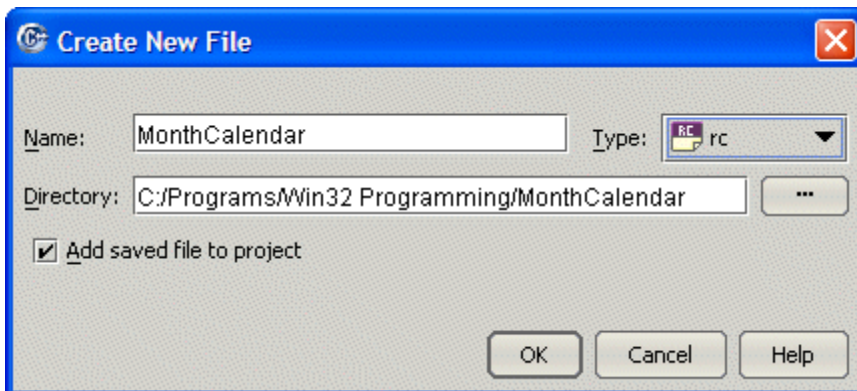 Create New File
Name: MonthCalendar Type: rc
Directory: C:/Programs/Win32 Programming/MonthCalendar ...
Add saved file to project
OK Cancel Help